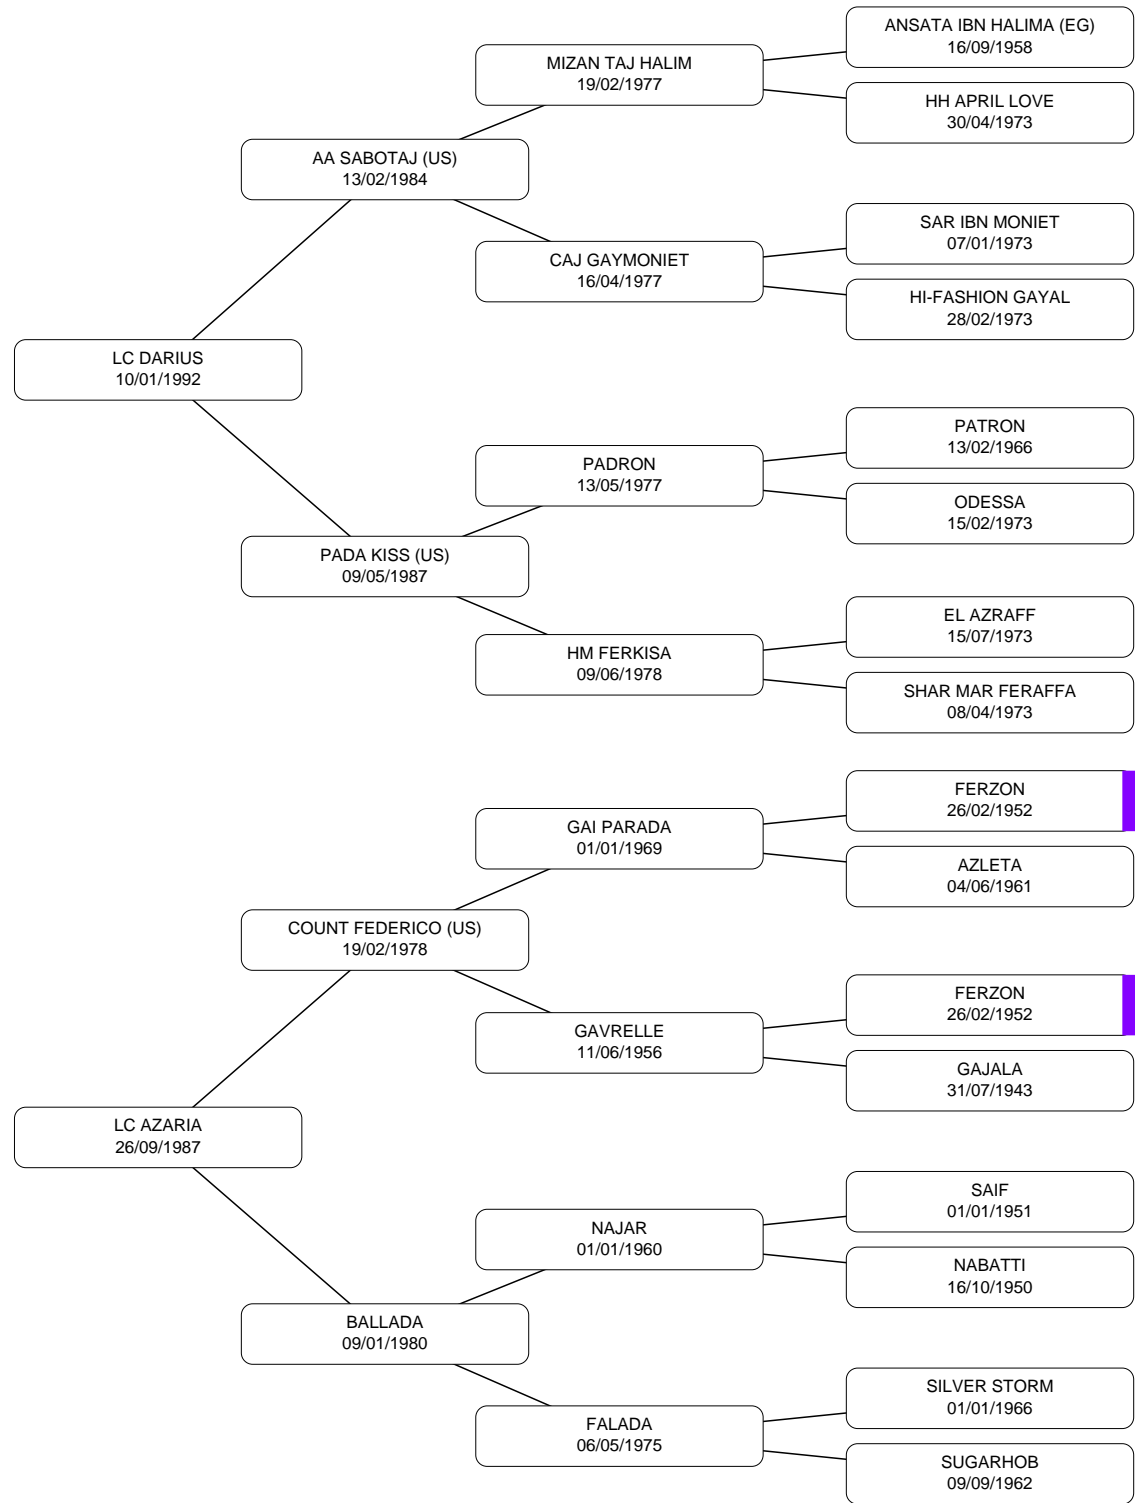 ANSATA IBN HALIMA (EG)
16/09/1958
MIZAN TAJ HALIM
19/02/1977
HH APRIL LOVE
30/04/1973
AA SABOTAJ (US)
13/02/1984
SAR IBN MONIET
07/01/1973
CAJ GAYMONIET
16/04/1977
HI-FASHION GAYAL
28/02/1973
LC DARIUS
10/01/1992
PATRON
13/02/1966
PADRON
13/05/1977
ODESSA
15/02/1973
PADA KISS (US)
09/05/1987
EL AZRAFF
15/07/1973
HM FERKISA
09/06/1978
SHAR MAR FERAFFA
08/04/1973
FERZON
26/02/1952
GAI PARADA
01/01/1969
AZLETA
04/06/1961
COUNT FEDERICO (US)
19/02/1978
FERZON
26/02/1952
GAVRELLE
11/06/1956
GAJALA
31/07/1943
LC AZARIA
26/09/1987
SAIF
01/01/1951
NAJAR
01/01/1960
NABATTI
16/10/1950
BALLADA
09/01/1980
SILVER STORM
01/01/1966
FALADA
06/05/1975
SUGARHOB
09/09/1962